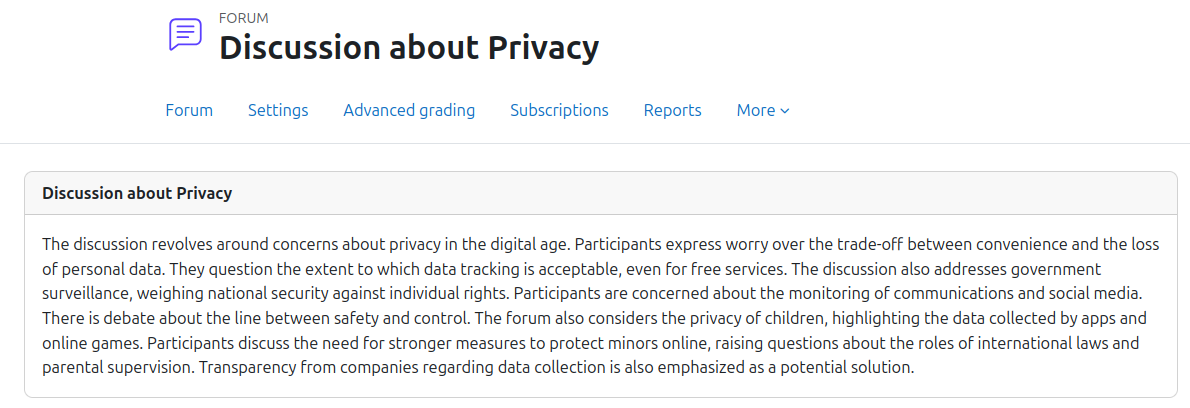 FORUM
Discussion about Privacy
Forum Settings Advanced grading Subscriptions Reports More
Discussion about Privacy
The discussion revolves around concerns about privacy in the digital age. Participants express worry over the trade-off between convenience and the loss
of personal data. They question the extent to which data tracking is acceptable, even for free services. The discussion also addresses government
surveillance, weighing national security against individual rights. Participants are concerned about the monitoring of communications and social media.
There is debate about the line between safety and control. The forum also considers the privacy of children, highlighting the data collected by apps and
online games. Participants discuss the need for stronger measures to protect minors online, raising questions about the roles of international laws and
parental supervision. Transparency from companies regarding data collection is also emphasized as a potential solution.